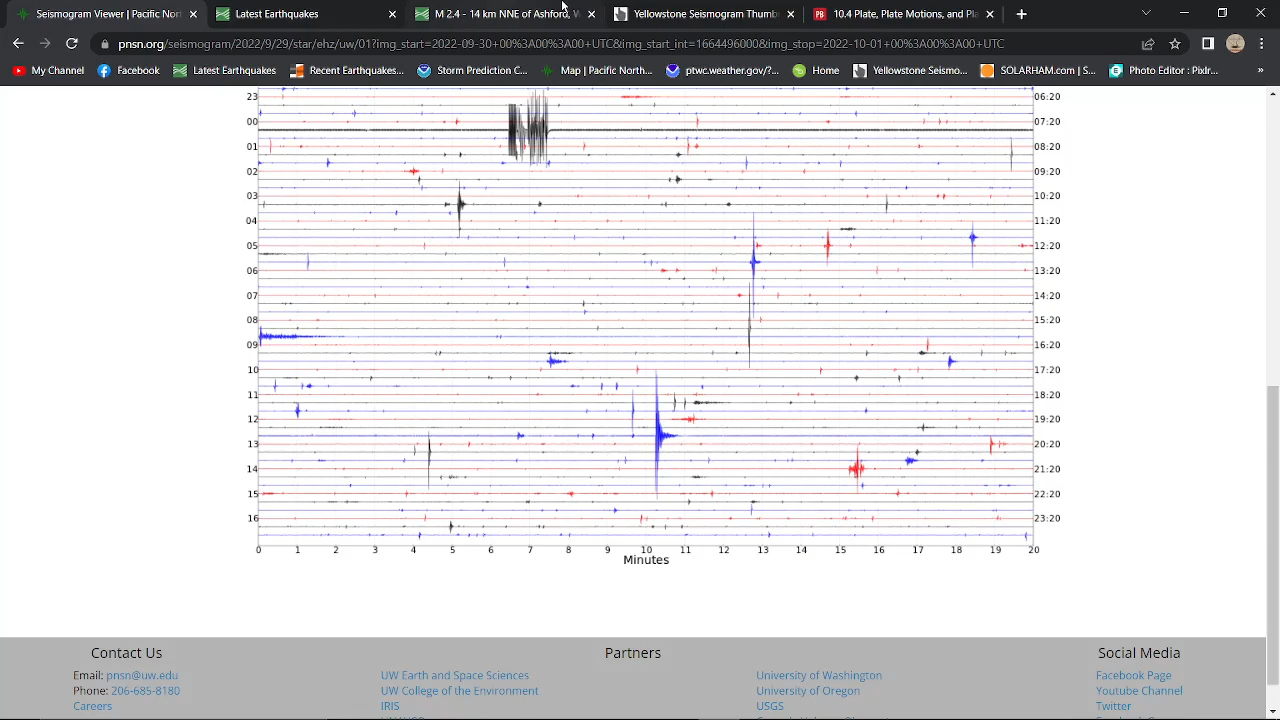 Seismogram Viewer | Pacific Nort
Latest Earthquakes
M 2.2 - 14 km NNE of Ashford, W
Yellowstone Seismogram Thumb
10.4 Plate, Plate Motions, and Pla
pnsn.org/seismogram/2022/9/29/star/ehz/uw/01?img_start=2022-09-30+00%3A00%3A00+UTC&img_start_int=1664496000&img_stop=2022-10-01+00%3A00%3A00+UTC
My Channel
Facebook
Latest Earthquakes
Recent Earthquakes...
Storm Prediction C...
Map | Pacific North...
ptwc.weather.gov/?...
Home
Yellowstone Seismo...
SOLARHAM.com | S...
Photo Editor : Pixlr...
23 06:20
00 07:20
01 08:20
02 09:20
03 10:20
04 11:20
05 12:20
06 13:20
07 14:20
08 15:20
09 16:20
10 17:20
11 18:20
12 19:20
13 20:20
14 21:20
15 22:20
16 23:20
0 1 2 3 4 5 6 7 8 9 10 11 12 13 14 15 16 17 18 19 20
Minutes
Contact Us
Email: pnsn@uw.edu
Phone: 206-685-8180
Careers
Partners
UW Earth and Space Sciences
UW College of the Environment
IRIS
University of Washington
University of Oregon
USGS
Social Media
Facebook Page
Youtube Channel
Twitter